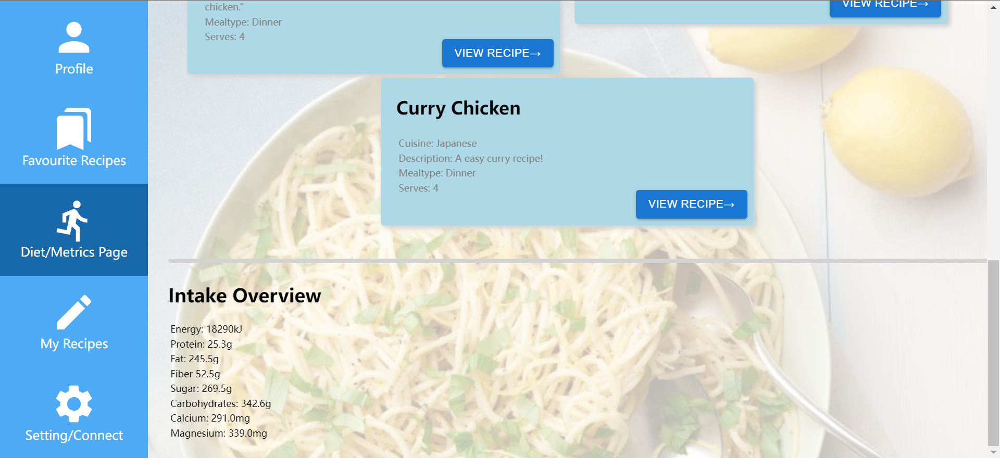 Profile
Favourite Recipes
Diet/Metrics Page
My Recipes
Setting/Connect
chicken.”
Mealtype: Dinner
Serves: 4
VIEW RECIPE→
VIEW RECIPE→
Curry Chicken
Cuisine: Japanese
Description: A easy curry recipe!
Mealtype: Dinner
Serves: 4
VIEW RECIPE→
Intake Overview
Energy: 18290kJ
Protein: 25.3g
Fat: 245.5g
Fiber 52.5g
Sugar: 269.5g
Carbohydrates: 342.6g
Calcium: 291.0mg
Magnesium: 339.0mg